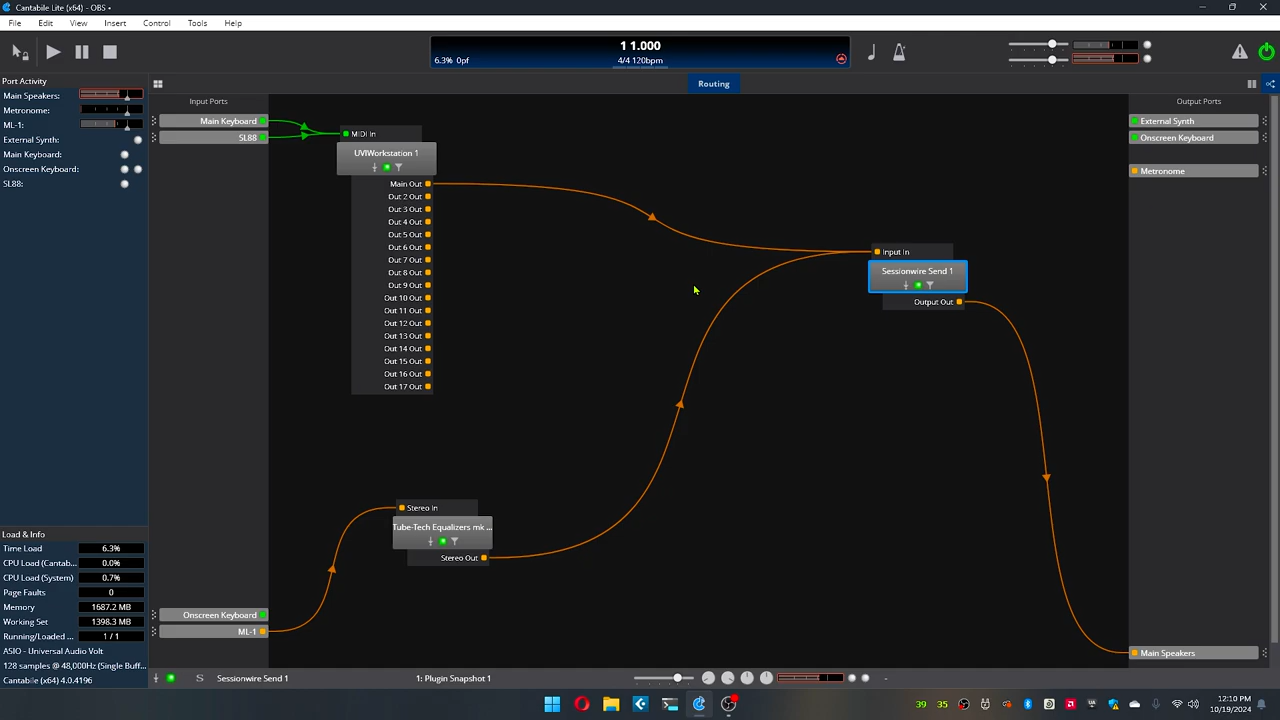 Cantabile Lite (x64) - OBS •
File Edit View Insert Control Tools Help
1 1.000
6.3% 0pf
4/4 120bpm
Port Activity
Main Speakers:
Metronome:
ML-1:
External Synth:
Main Keyboard:
Onscreen Keyboard:
SL88:
Routing
Input Ports
Main Keyboard
SL88
MIDI In
UVIWorkstation 1
Main Out
Out 2 Out
Out 3 Out
Out 4 Out
Out 5 Out
Out 6 Out
Out 7 Out
Out 8 Out
Out 9 Out
Out 10 Out
Out 11 Out
Out 12 Out
Out 13 Out
Out 14 Out
Out 15 Out
Out 16 Out
Out 17 Out
Input In
Sessionwire Send 1
Output Out
Stereo In
Tube-Tech Equalizers mk ...
Stereo Out
Onscreen Keyboard
ML-1
Output Ports
External Synth
Onscreen Keyboard
Metronome
Main Speakers
Load & Info
Time Load 6.3%
CPU Load (Cantab... 0.0%
CPU Load (System) 0.7%
Page Faults 0
Memory 1687.2 MB
Working Set 1398.3 MB
Running/Loaded ... 1 / 1
ASIO - Universal Audio Volt
128 samples @ 48,000Hz (Single Buff...
Cantabile (x64) 4.0.4196
S Sessionwire Send 1
1: Plugin Snapshot 1
39 35
12:10 PM
10/19/2024